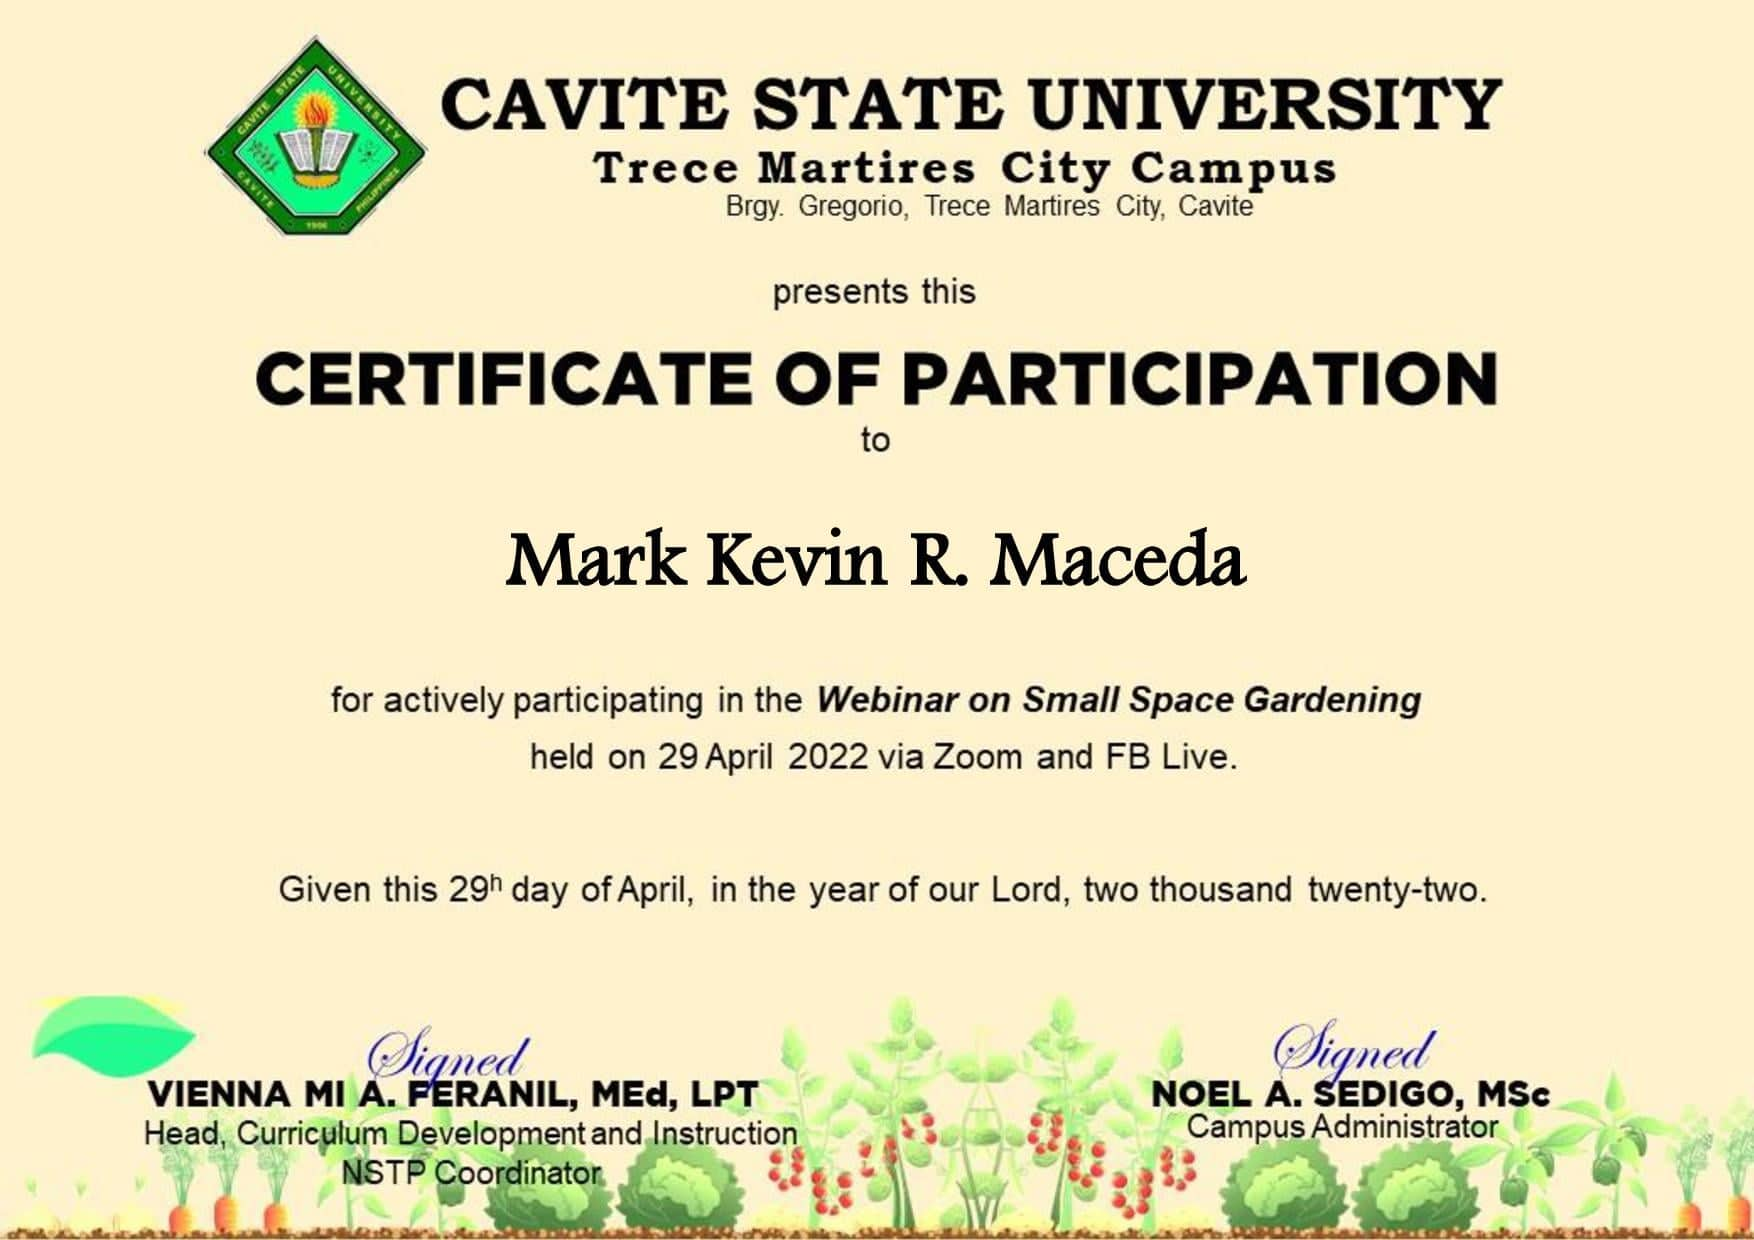 CAVITE STATE UNIVERSITY
CAVITE
PHILIPPINES
1906
CAVITE STATE UNIVERSITY
Trece Martires City Campus
Brgy. Gregorio, Trece Martires City, Cavite
presents this
CERTIFICATE OF PARTICIPATION
to
Mark Kevin R. Maceda
for actively participating in the Webinar on Small Space Gardening
held on 29 April 2022 via Zoom and FB Live.
Given this 29h day of April, in the year of our Lord, two thousand twenty-two.
Signed
VIENNA MI A. FERANIL, MEd, LPT
Head, Curriculum Development and Instruction
NSTP Coordinator
Signed
NOEL A. SEDIGO, MSc
Campus Administrator